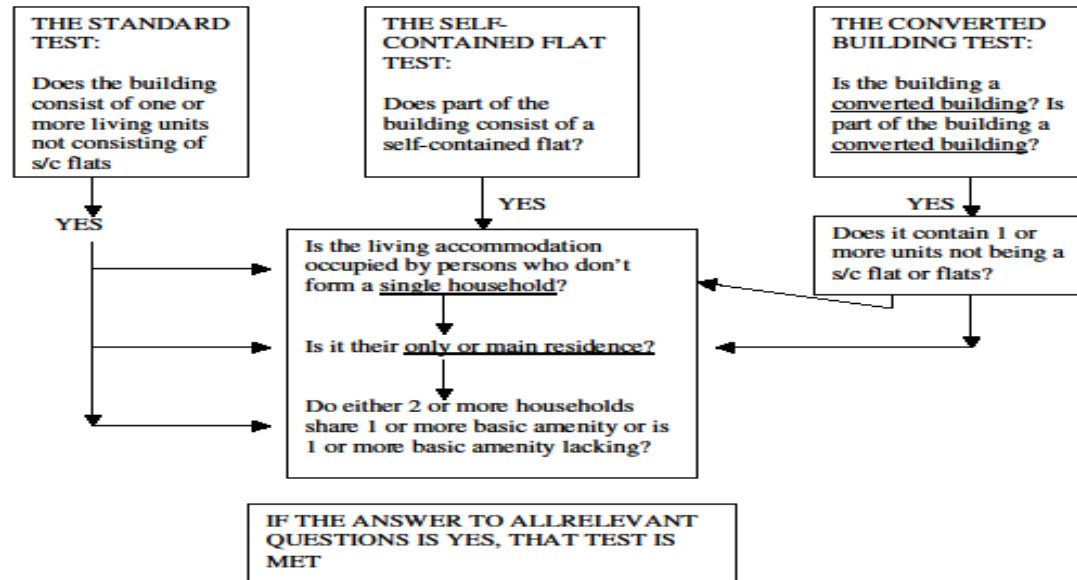 THE STANDARD
TEST:
Does the building
consist of one or
more living units
not consisting of
s/c flats
THE SELF-
CONTAINED FLAT
TEST:
Does part of the
building consist of a
self-contained flat?
THE CONVERTED
BUILDING TEST:
Is the building a
converted building? Is
part of the building a
converted building?
YES
YES
YES
Does it contain 1 or
more units not being a
s/c flat or flats?
Is the living accommodation
occupied by persons who don't
form a single household?
Is it their only or main residence?
Do either 2 or more households
share 1 or more basic amenity or is
1 or more basic amenity lacking?
IF THE ANSWER TO ALLRELEVANT
QUESTIONS IS YES, THAT TEST IS
MET